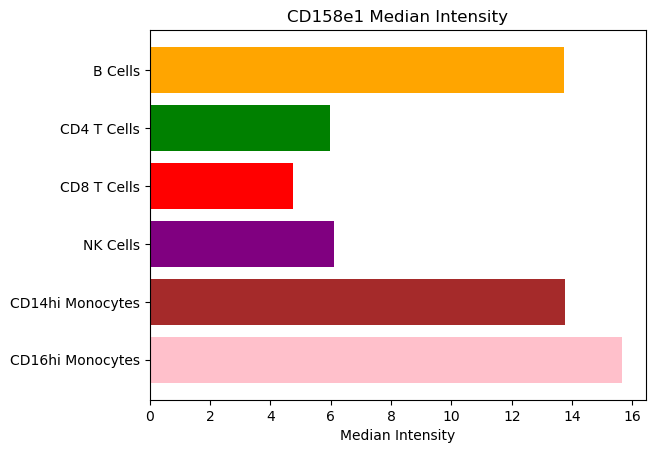 CD158e1 Median Intensity
B Cells
CD4 T Cells
CD8 T Cells
NK Cells
CD14hi Monocytes
CD16hi Monocytes
0 2 4 6 8 10 12 14 16
Median Intensity